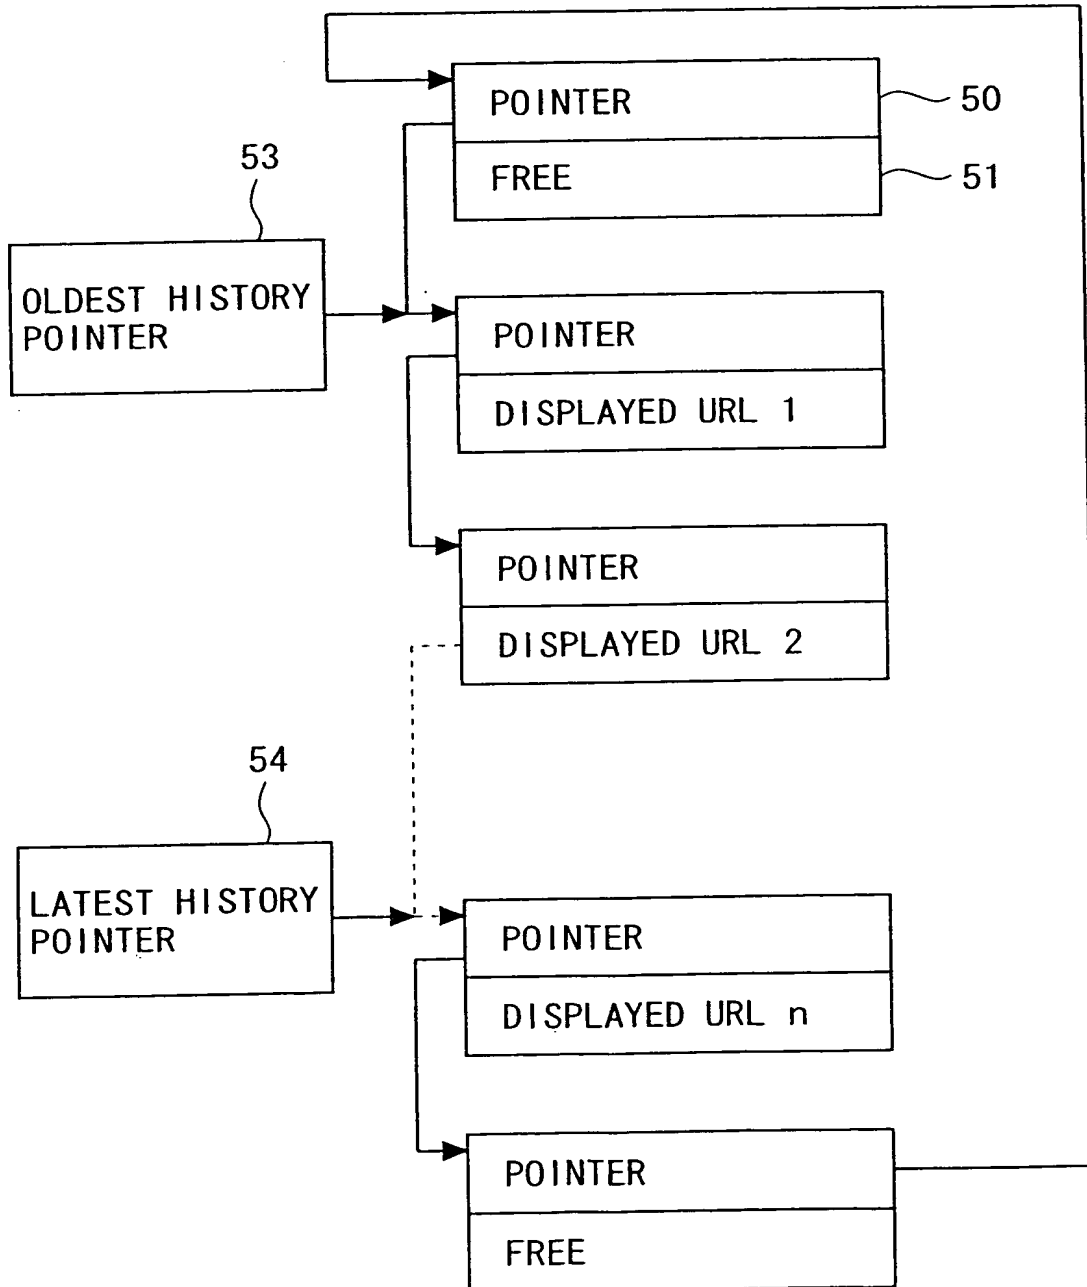 POINTER
50
FREE
51
53
OLDEST HISTORY
POINTER
POINTER
DISPLAYED URL 1
POINTER
DISPLAYED URL 2
54
LATEST HISTORY
POINTER
POINTER
DISPLAYED URL n
POINTER
FREE